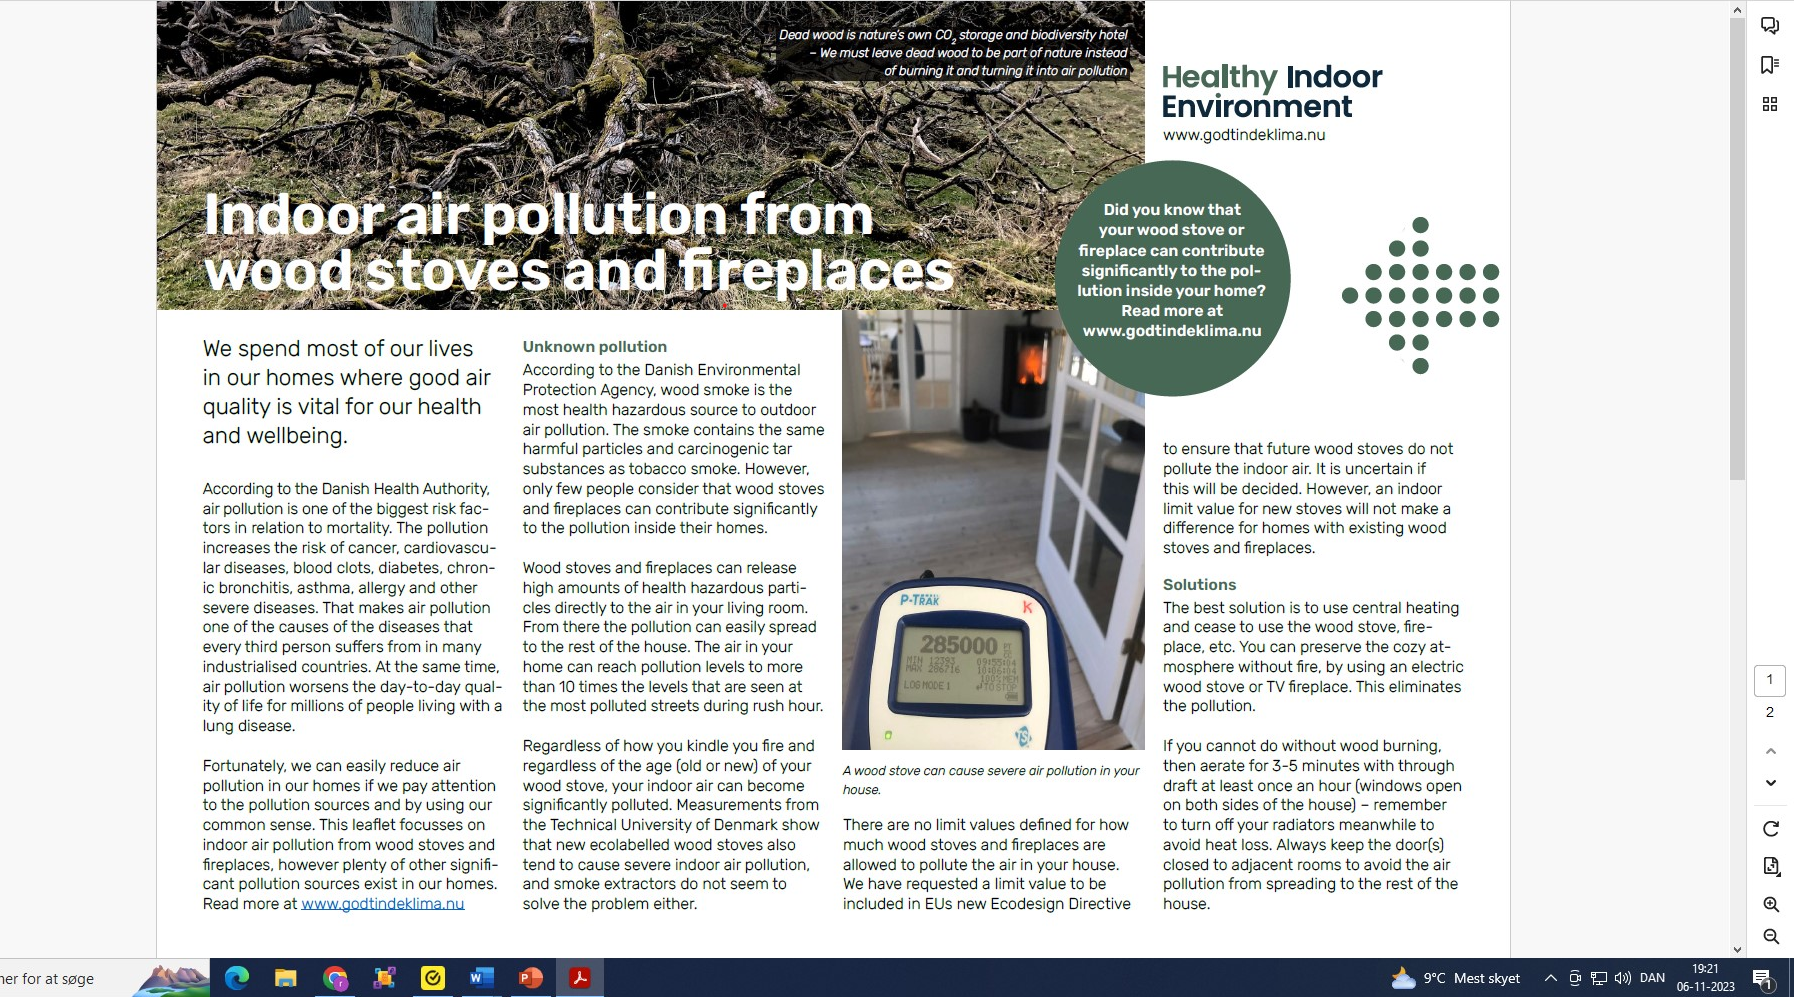 Dead wood is nature's own CO₂ storage and biodiversity hotel
– We must leave dead wood to be part of nature instead
of burning it and turning it into air pollution
Healthy Indoor
Environment
www.godtindeklima.nu
Indoor air pollution from
wood stoves and fireplaces
Did you know that
your wood stove or
fireplace can contribute
significantly to the pol-
lution inside your home?
Read more at
www.godtindeklima.nu
We spend most of our lives
in our homes where good air
quality is vital for our health
and wellbeing.
According to the Danish Health Authority,
air pollution is one of the biggest risk fac-
tors in relation to mortality. The pollution
increases the risk of cancer, cardiovascu-
lar diseases, blood clots, diabetes, chron-
ic bronchitis, asthma, allergy and other
severe diseases. That makes air pollution
one of the causes of the diseases that
every third person suffers from in many
industrialised countries. At the same time,
air pollution worsens the day-to-day qual-
ity of life for millions of people living with a
lung disease.
Fortunately, we can easily reduce air
pollution in our homes if we pay attention
to the pollution sources and by using our
common sense. This leaflet focusses on
indoor air pollution from wood stoves and
fireplaces, however plenty of other signifi-
cant pollution sources exist in our homes.
Read more at www.godtindeklima.nu
Unknown pollution
According to the Danish Environmental
Protection Agency, wood smoke is the
most health hazardous source to outdoor
air pollution. The smoke contains the same
harmful particles and carcinogenic tar
substances as tobacco smoke. However,
only few people consider that wood stoves
and fireplaces can contribute significantly
to the pollution inside their homes.
Wood stoves and fireplaces can release
high amounts of health hazardous parti-
cles directly to the air in your living room.
From there the pollution can easily spread
to the rest of the house. The air in your
home can reach pollution levels to more
than 10 times the levels that are seen at
the most polluted streets during rush hour.
Regardless of how you kindle you fire and
regardless of the age (old or new) of your
wood stove, your indoor air can become
significantly polluted. Measurements from
the Technical University of Denmark show
that new ecolabelled wood stoves also
tend to cause severe indoor air pollution,
and smoke extractors do not seem to
solve the problem either.
P-TRAK
285000
MIN 12393 09:55:04
MAX 286716 10:06:04
100% MEM
LOG MODE 1 ↲TO STOP
TSI
A wood stove can cause severe air pollution in your
house.
There are no limit values defined for how
much wood stoves and fireplaces are
allowed to pollute the air in your house.
We have requested a limit value to be
included in EUs new Ecodesign Directive
to ensure that future wood stoves do not
pollute the indoor air. It is uncertain if
this will be decided. However, an indoor
limit value for new stoves will not make a
difference for homes with existing wood
stoves and fireplaces.
Solutions
The best solution is to use central heating
and cease to use the wood stove, fire-
place, etc. You can preserve the cozy at-
mosphere without fire, by using an electric
wood stove or TV fireplace. This eliminates
the pollution.
If you cannot do without wood burning,
then aerate for 3-5 minutes with through
draft at least once an hour (windows open
on both sides of the house) – remember
to turn off your radiators meanwhile to
avoid heat loss. Always keep the door(s)
closed to adjacent rooms to avoid the air
pollution from spreading to the rest of the
house.
1
2
ner for at søge
9°C Mest skyet
DAN
19:21
06-11-2023
1